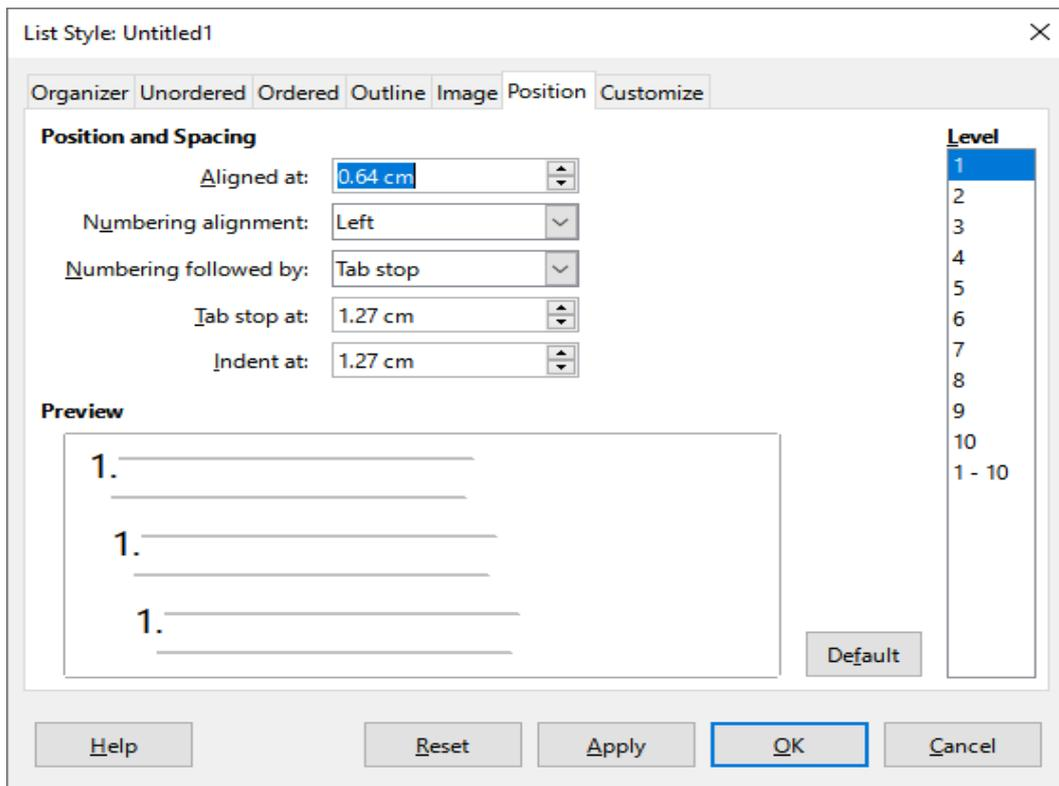 List Style: Untitled1
Organizer Unordered Ordered Outline Image Position Customize
Position and Spacing
Aligned at: 0.64 cm
Numbering alignment: Left
Numbering followed by: Tab stop
Tab stop at: 1.27 cm
Indent at: 1.27 cm
Preview
1.
1.
1.
Default
Level
1
2
3
4
5
6
7
8
9
10
1 - 10
Help Reset Apply OK Cancel